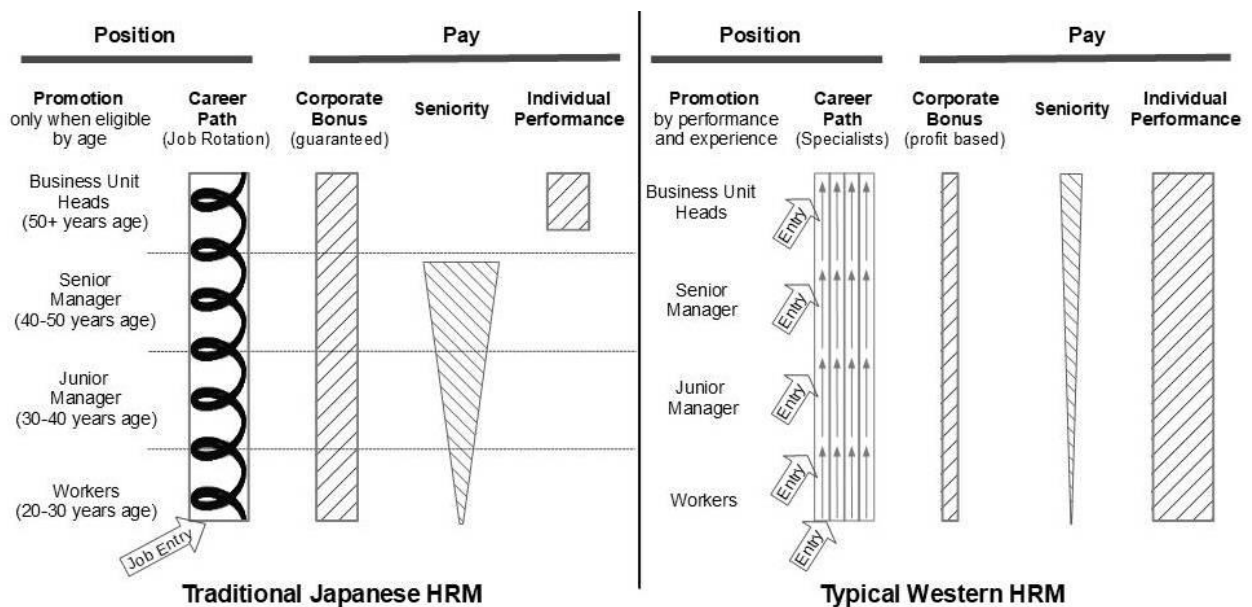 Position
Pay
Promotion
only when eligible
by age
Career
Path
(Job Rotation)
Corporate
Bonus
(guaranteed)
Seniority
Individual
Performance
Business Unit
Heads
(50+ years age)
Senior
Manager
(40-50 years age)
Junior
Manager
(30-40 years age)
Workers
(20-30 years age)
Job Entry
Traditional Japanese HRM
Position
Pay
Promotion
by performance
and experience
Career
Path
(Specialists)
Corporate
Bonus
(profit based)
Seniority
Individual
Performance
Business Unit
Heads
Entry
Senior
Manager
Entry
Junior
Manager
Entry
Workers
Entry
Entry
Typical Western HRM